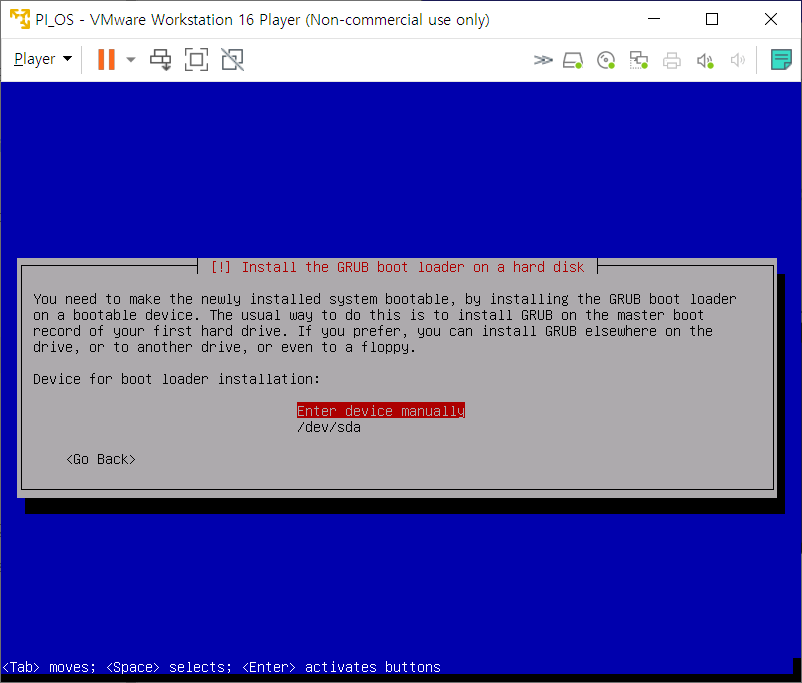 PI_OS - VMware Workstation 16 Player (Non-commercial use only)
Player
[!] Install the GRUB boot loader on a hard disk
You need to make the newly installed system bootable, by installing the GRUB boot loader
on a bootable device. The usual way to do this is to install GRUB on the master boot
record of your first hard drive. If you prefer, you can install GRUB elsewhere on the
drive, or to another drive, or even to a floppy.
Device for boot loader installation:
Enter device manually
/dev/sda
<Go Back>
<Tab> moves; <Space> selects; <Enter> activates buttons